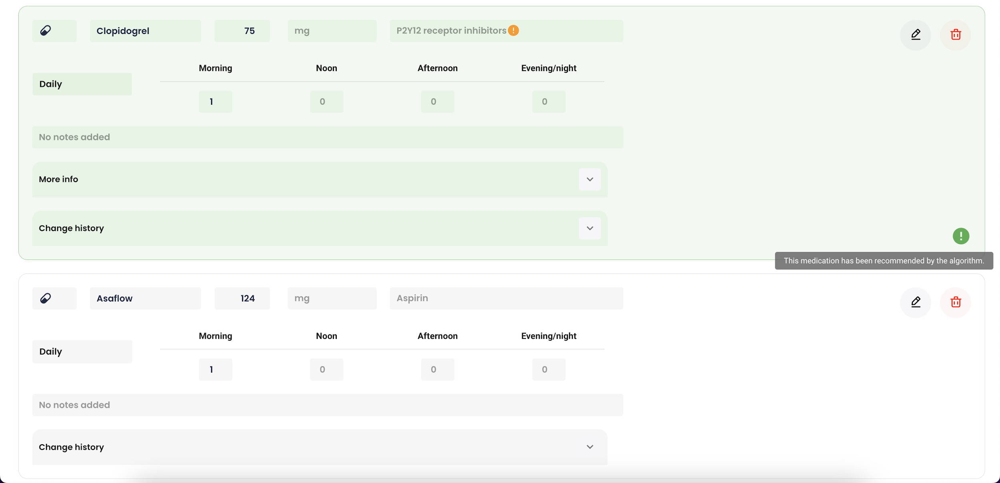 Clopidogrel 75 mg P2Y12 receptor inhibitors !
Morning Noon Afternoon Evening/night
Daily
1 0 0 0
No notes added
More info
Change history
!
This medication has been recommended by the algorithm.
Asaflow 124 mg Aspirin
Morning Noon Afternoon Evening/night
Daily
1 0 0 0
No notes added
Change history